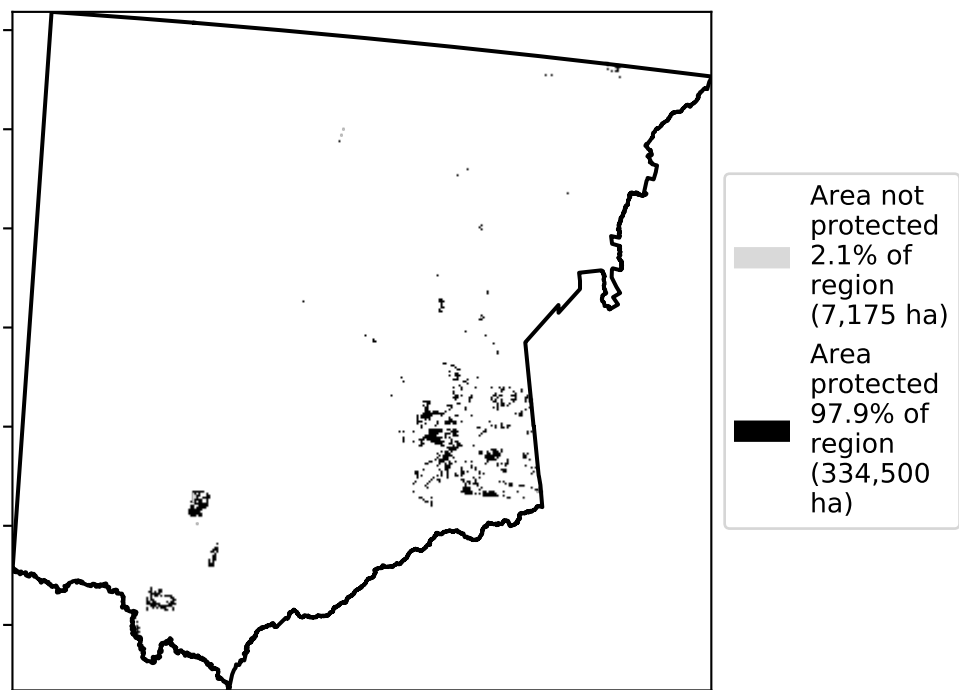 Area not
protected
2.1% of
region
(7,175 ha)
Area
protected
97.9% of
region
(334,500
ha)